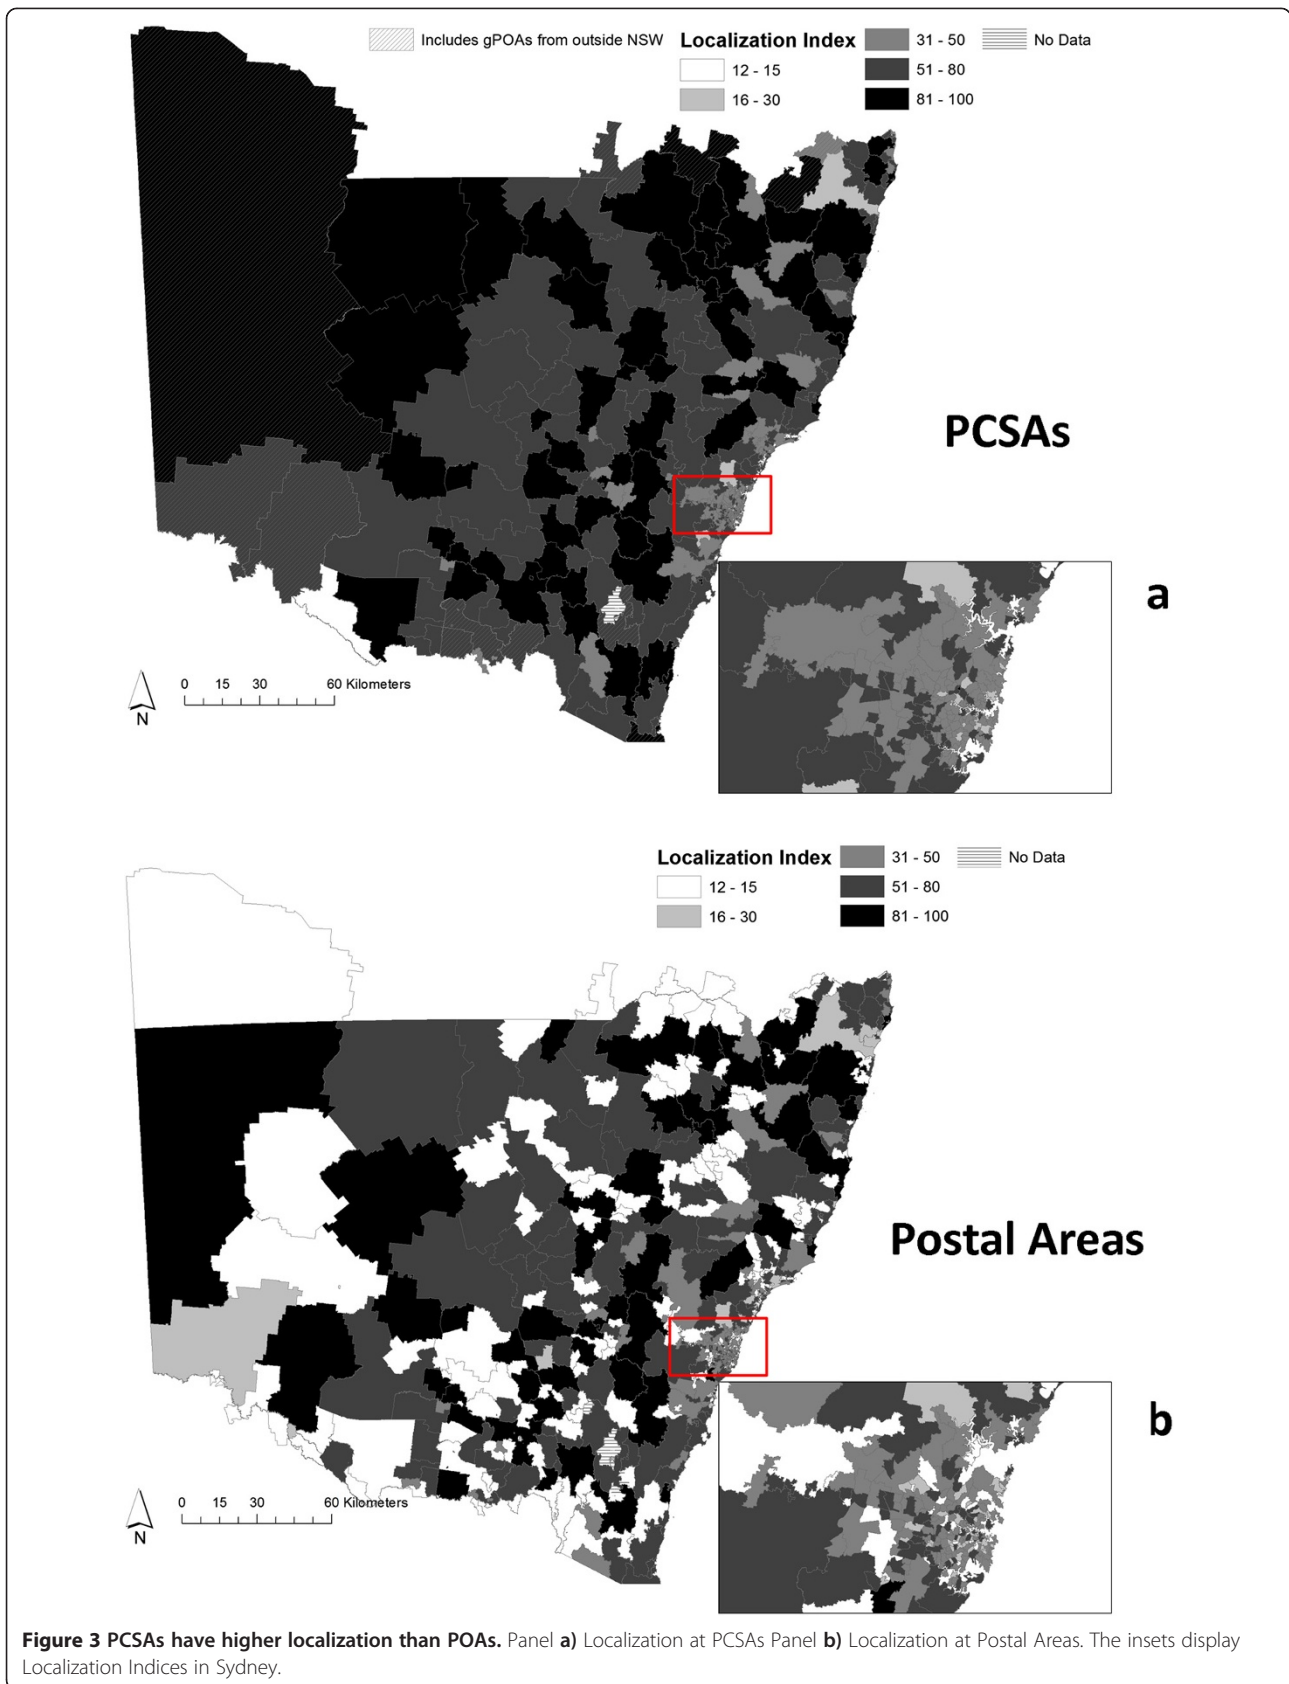 Includes gPOAs from outside NSW
Localization Index
12 - 15
16 - 30
31 - 50
51 - 80
81 - 100
No Data
PCSAs
a
0 15 30 60 Kilometers
N
Localization Index
12 - 15
16 - 30
31 - 50
51 - 80
81 - 100
No Data
Postal Areas
b
0 15 30 60 Kilometers
N
Figure 3 PCSAs have higher localization than POAs. Panel a) Localization at PCSAs Panel b) Localization at Postal Areas. The insets display
Localization Indices in Sydney.